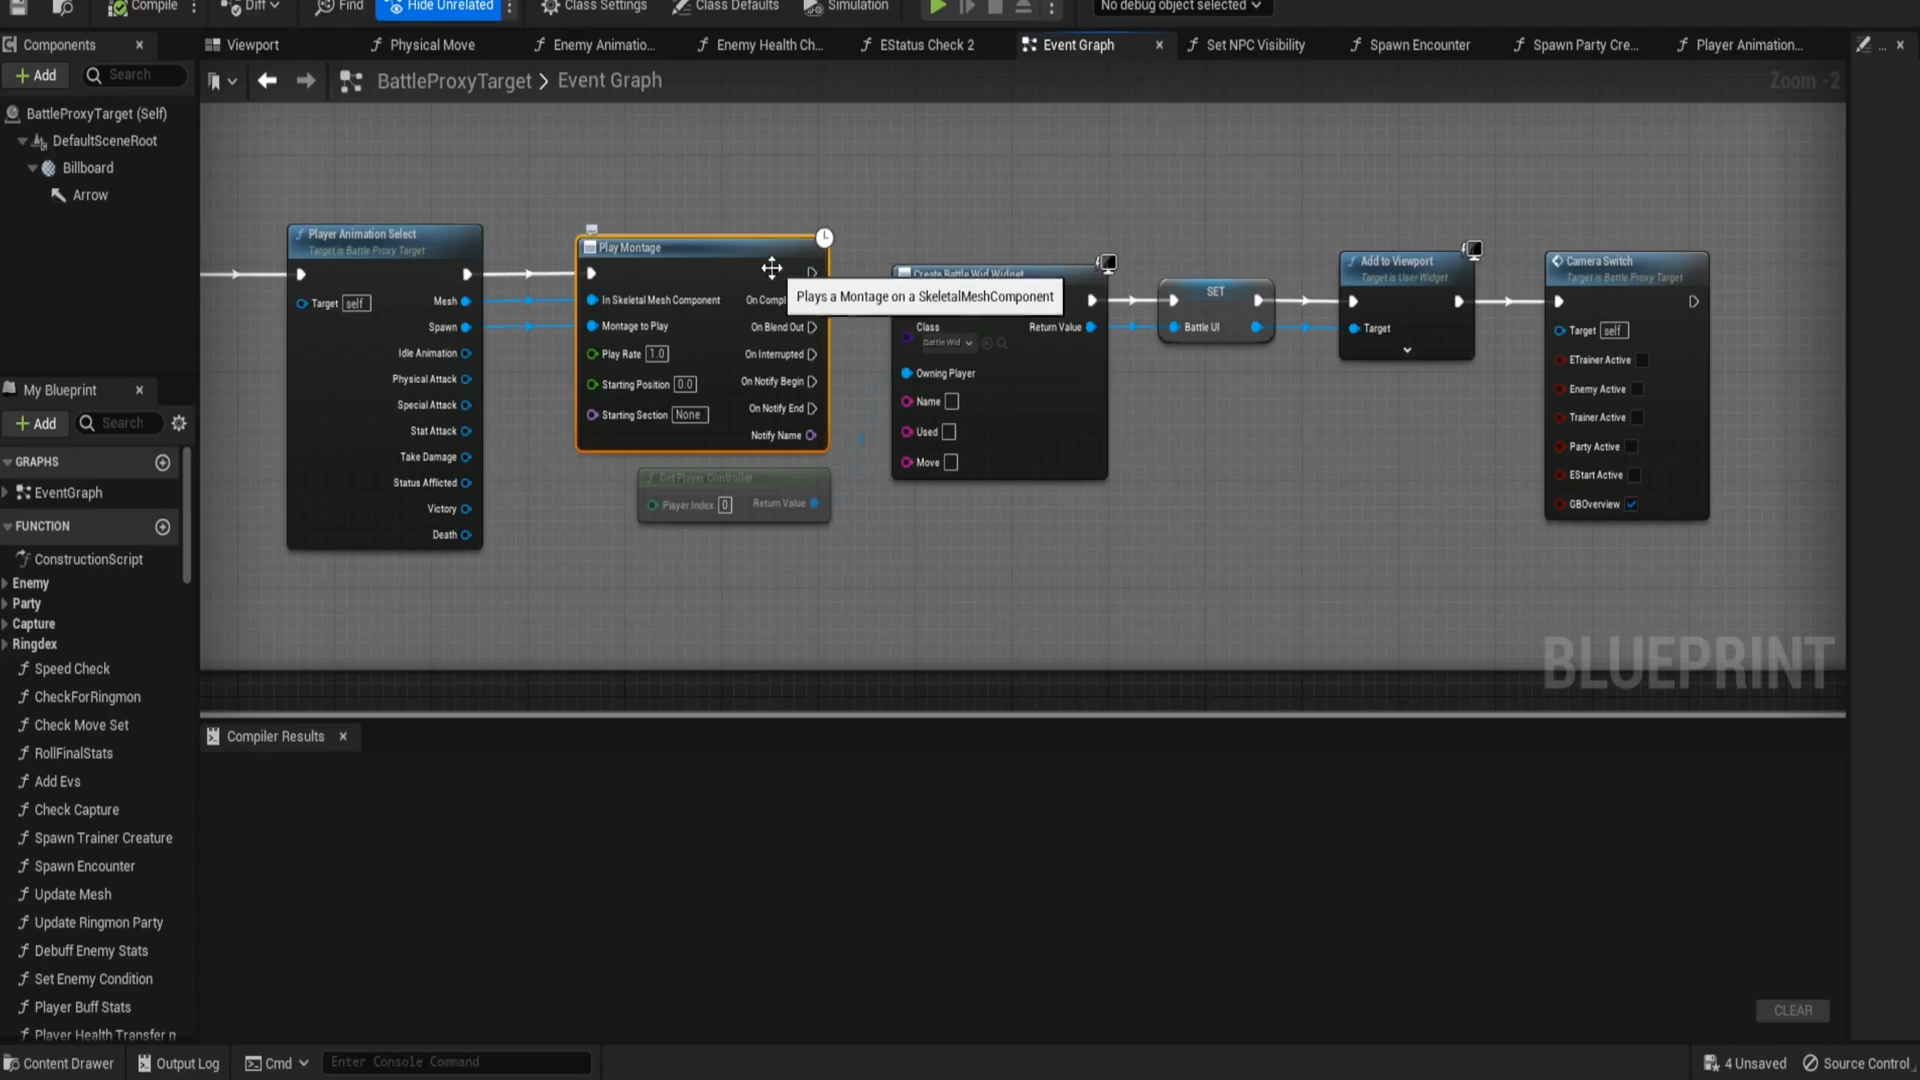 Compile
Diff
Find
Hide Unrelated
Class Settings
Class Defaults
Simulation
No debug object selected
Components
Viewport
Physical Move
Enemy Animatio...
Enemy Health Ch...
EStatus Check 2
Event Graph
Set NPC Visibility
Spawn Encounter
Spawn Party Cre...
Player Animation...
...
Add
Search
BattleProxyTarget > Event Graph
Zoom -2
BattleProxyTarget (Self)
DefaultSceneRoot
Billboard
Arrow
Player Animation Select
Target is Battle Proxy Target
Target self
Mesh
Spawn
Idle Animation
Physical Attack
Special Attack
Stat Attack
Take Damage
Status Afflicted
Victory
Death
Play Montage
In Skeletal Mesh Component
On Compl
Montage to Play
On Blend Out
Play Rate 1.0
On Interrupted
Starting Position 0.0
On Notify Begin
Starting Section None
On Notify End
Notify Name
Plays a Montage on a SkeletalMeshComponent
Get Player Controller
Player Index 0
Return Value
Create Battle Wid Widget
Class
Battle Wid
Return Value
Owning Player
Name
Used
Move
SET
Battle UI
Add to Viewport
Target is User Widget
Target
Camera Switch
Target is Battle Proxy Target
Target self
ETrainer Active
Enemy Active
Trainer Active
Party Active
EStart Active
GBOverview
BLUEPRINT
My Blueprint
Add
Search
GRAPHS
EventGraph
FUNCTION
ConstructionScript
Enemy
Party
Capture
Ringdex
Speed Check
CheckForRingmon
Check Move Set
RollFinalStats
Add Evs
Check Capture
Spawn Trainer Creature
Spawn Encounter
Update Mesh
Update Ringmon Party
Debuff Enemy Stats
Set Enemy Condition
Player Buff Stats
Player Health Transfer
Compiler Results
CLEAR
Content Drawer
Output Log
Cmd
Enter Console Command
4 Unsaved
Source Control